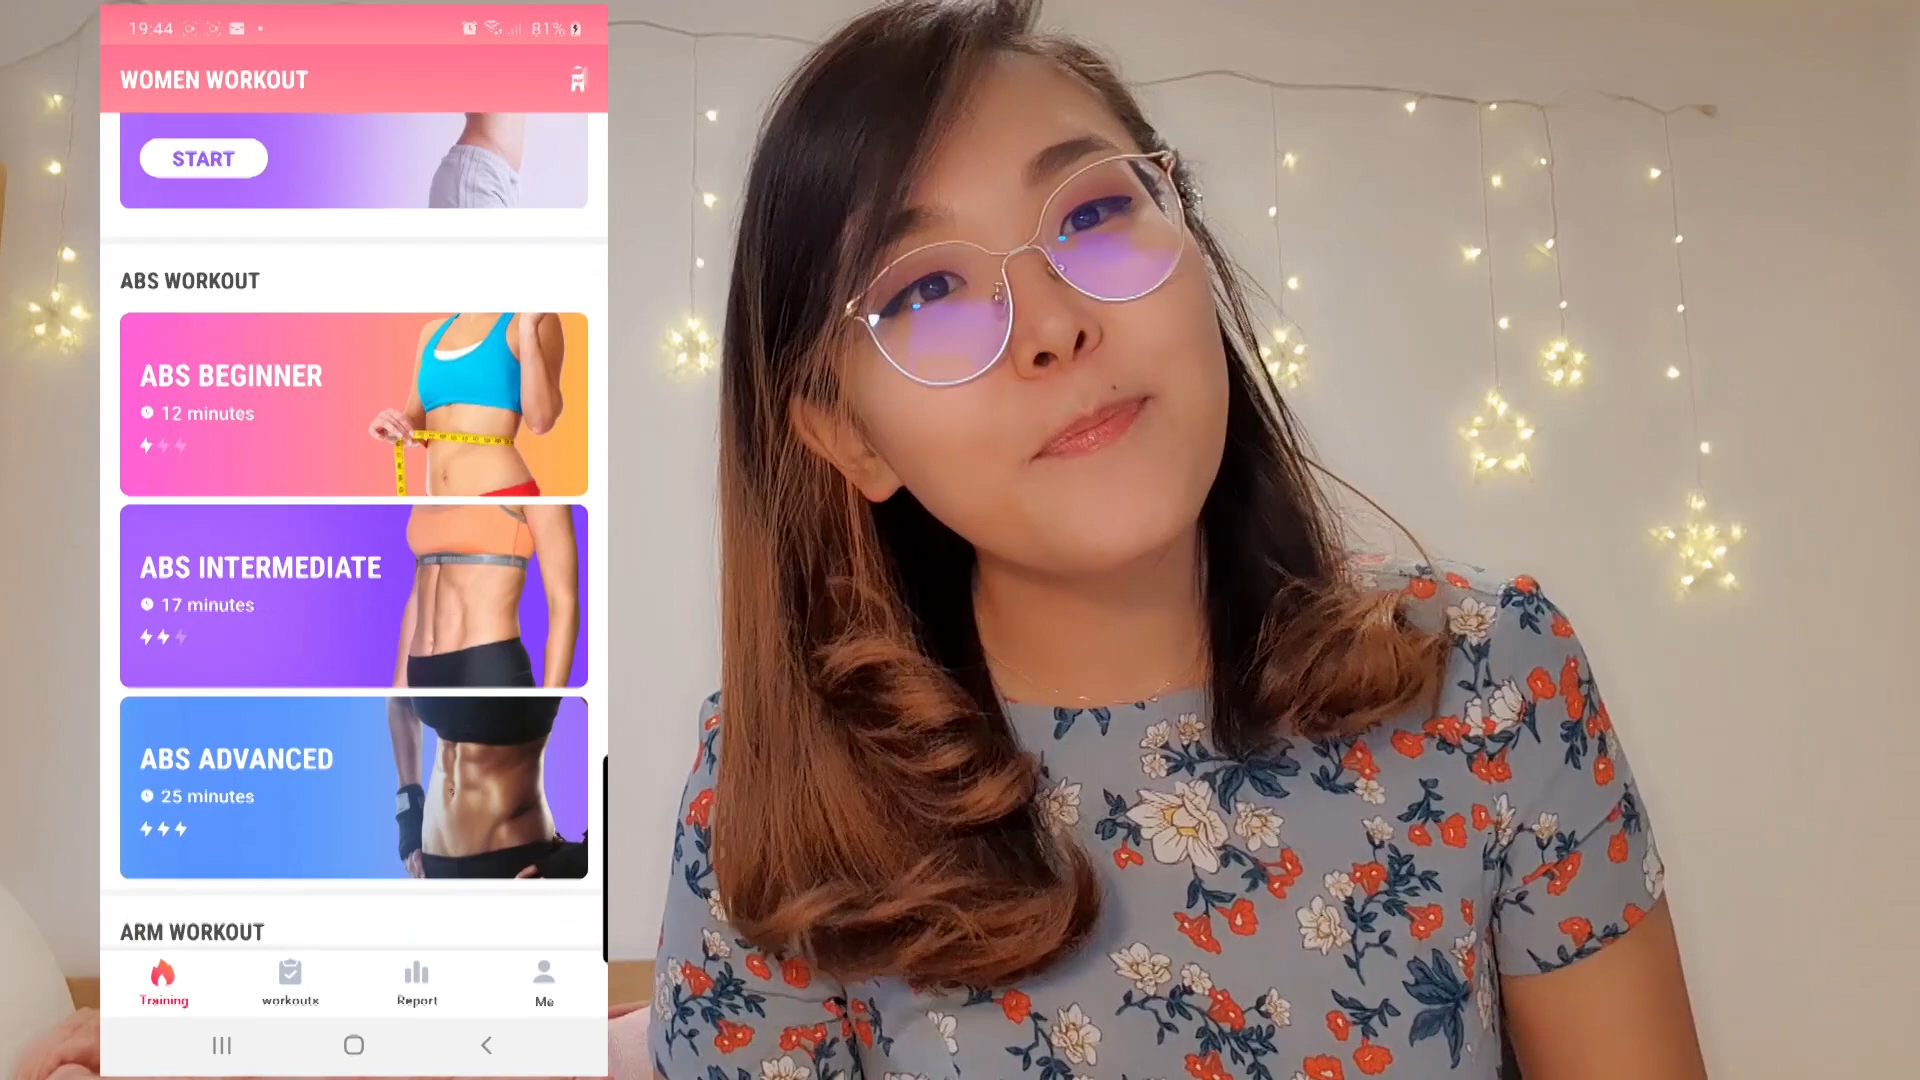 19:44 81%
WOMEN WORKOUT
START
ABS WORKOUT
ABS BEGINNER
12 minutes
ABS INTERMEDIATE
17 minutes
ABS ADVANCED
25 minutes
ARM WORKOUT
Training workouts Report Me